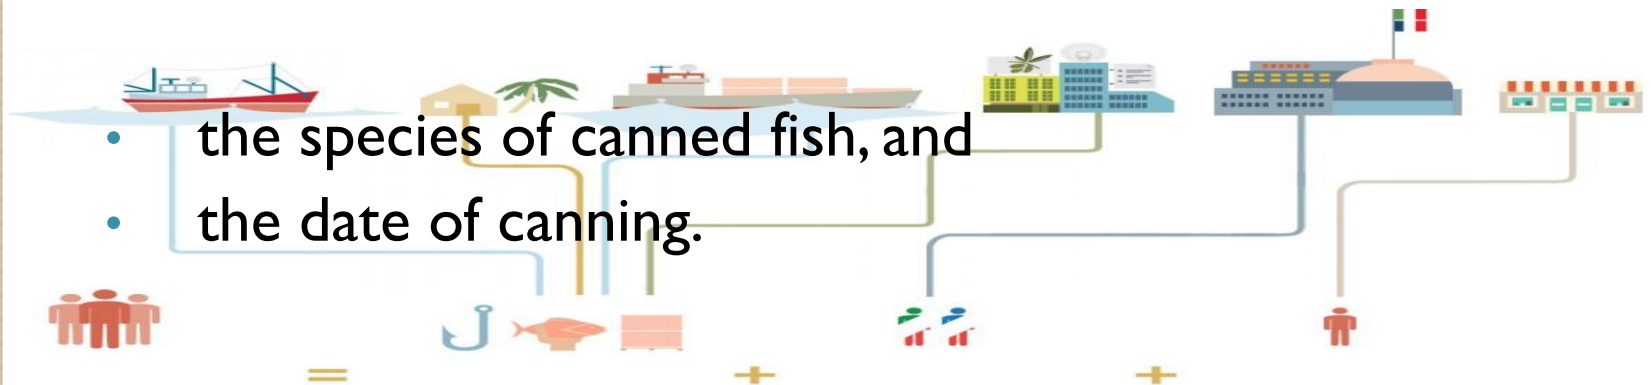 • the species of canned fish, and
• the date of canning.
= + +